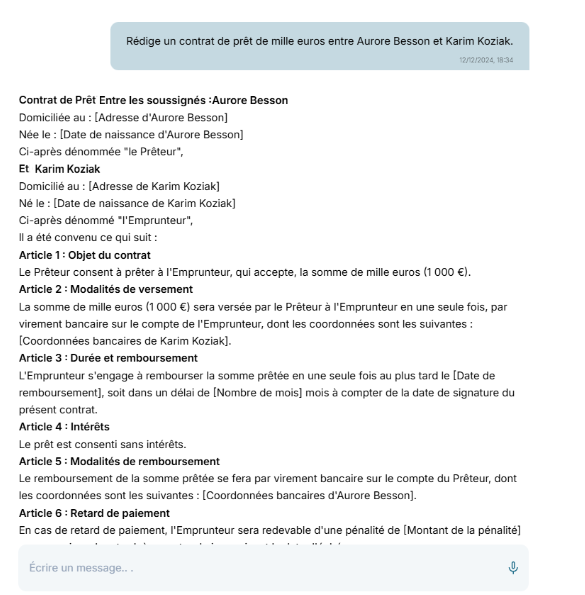 Rédige un contrat de prêt de mille euros entre Aurore Besson et Karim Koziak.
12/12/2024, 18:34
Contrat de Prêt Entre les soussignés :Aurore Besson
Domiciliée au : [Adresse d'Aurore Besson]
Née le : [Date de naissance d'Aurore Besson]
Ci-après dénommée "le Prêteur",
Et Karim Koziak
Domicilié au : [Adresse de Karim Koziak]
Né le : [Date de naissance de Karim Koziak]
Ci-après dénommé "l'Emprunteur",
Il a été convenu ce qui suit :
Article 1 : Objet du contrat
Le Prêteur consent à prêter à l'Emprunteur, qui accepte, la somme de mille euros (1 000 €).
Article 2 : Modalités de versement
La somme de mille euros (1 000 €) sera versée par le Prêteur à l'Emprunteur en une seule fois, par
virement bancaire sur le compte de l'Emprunteur, dont les coordonnées sont les suivantes :
[Coordonnées bancaires de Karim Koziak].
Article 3 : Durée et remboursement
L'Emprunteur s'engage à rembourser la somme prêtée en une seule fois au plus tard le [Date de
remboursement], soit dans un délai de [Nombre de mois] mois à compter de la date de signature du
présent contrat.
Article 4 : Intérêts
Le prêt est consenti sans intérêts.
Article 5 : Modalités de remboursement
Le remboursement de la somme prêtée se fera par virement bancaire sur le compte du Prêteur, dont
les coordonnées sont les suivantes : [Coordonnées bancaires d'Aurore Besson].
Article 6 : Retard de paiement
En cas de retard de paiement, l'Emprunteur sera redevable d'une pénalité de [Montant de la pénalité]
Écrire un message.. .